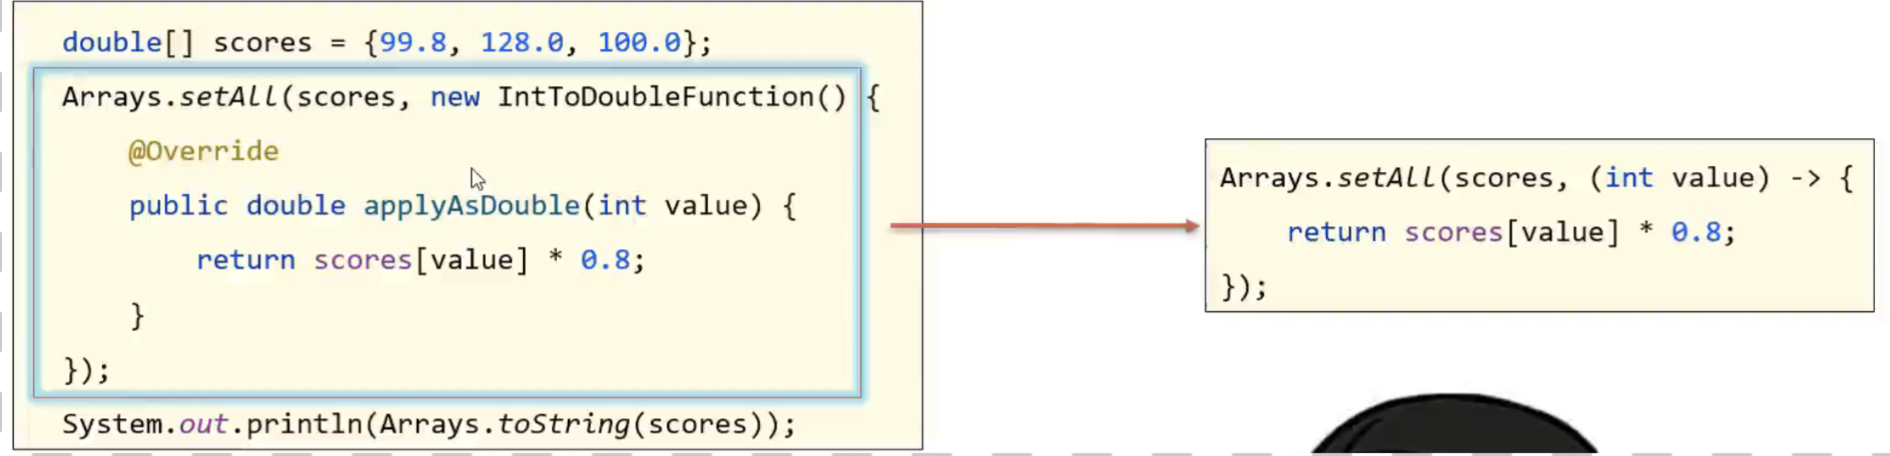 double[] scores = {99.8, 128.0, 100.0};
Arrays.setAll(scores, new IntToDoubleFunction() {
@Override
public double applyAsDouble(int value) {
return scores[value] * 0.8;
}
});
System.out.println(Arrays.toString(scores));
Arrays.setAll(scores, (int value) -> {
return scores[value] * 0.8;
});